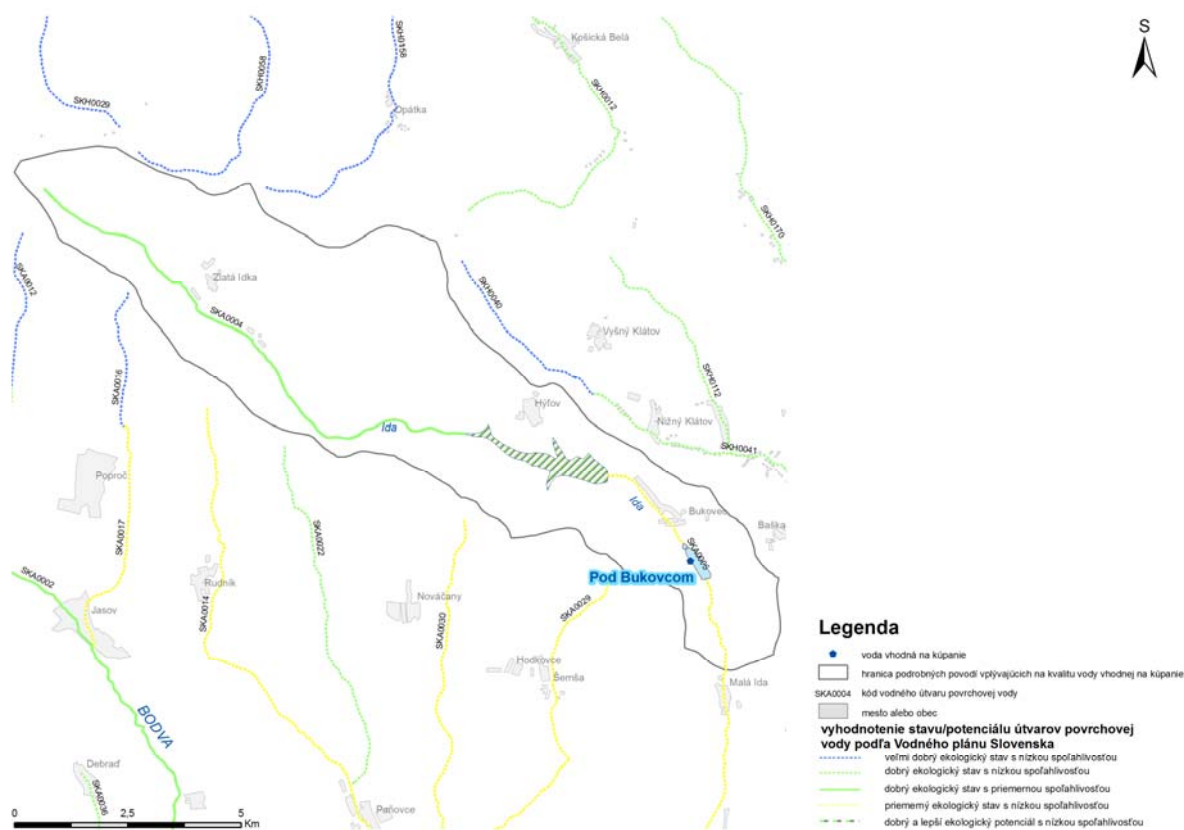 S
Košická Belá
SKH0158
SKH0058
SKH0029
SKH0012
Opátka
SKH0170
SKA0012
Zlatá Idka
SKH0040
SKA0004
Vyšný Klátov
SKA0016
SKH0112
Hýľov
Nižný Klátov
Ida
SKH0041
Poproč
Ida
Bukovec
Baška
SKA0017
SKA0022
SKA0005
Pod Bukovcom
SKA0002
Rudník
Jasov
SKA0014
Nováčany
SKA0030
SKA0029
Hodkovce
Šemša
Malá Ida
BODVA
Debraď
SKA0036
Paňovce
0 2,5 5
Km
Legenda
voda vhodná na kúpanie
hranica podrobných povodí vplývajúcich na kvalitu vody vhodnej na kúpanie
SKA0004 kód vodného útvaru povrchovej vody
mesto alebo obec
vyhodnotenie stavu/potenciálu útvarov povrchovej
vody podľa Vodného plánu Slovenska
veľmi dobrý ekologický stav s nízkou spoľahlivosťou
dobrý ekologický stav s nízkou spoľahlivosťou
dobrý ekologický stav s priemernou spoľahlivosťou
priemerný ekologický stav s nízkou spoľahlivosťou
dobrý a lepší ekologický potenciál s nízkou spoľahlivosťou